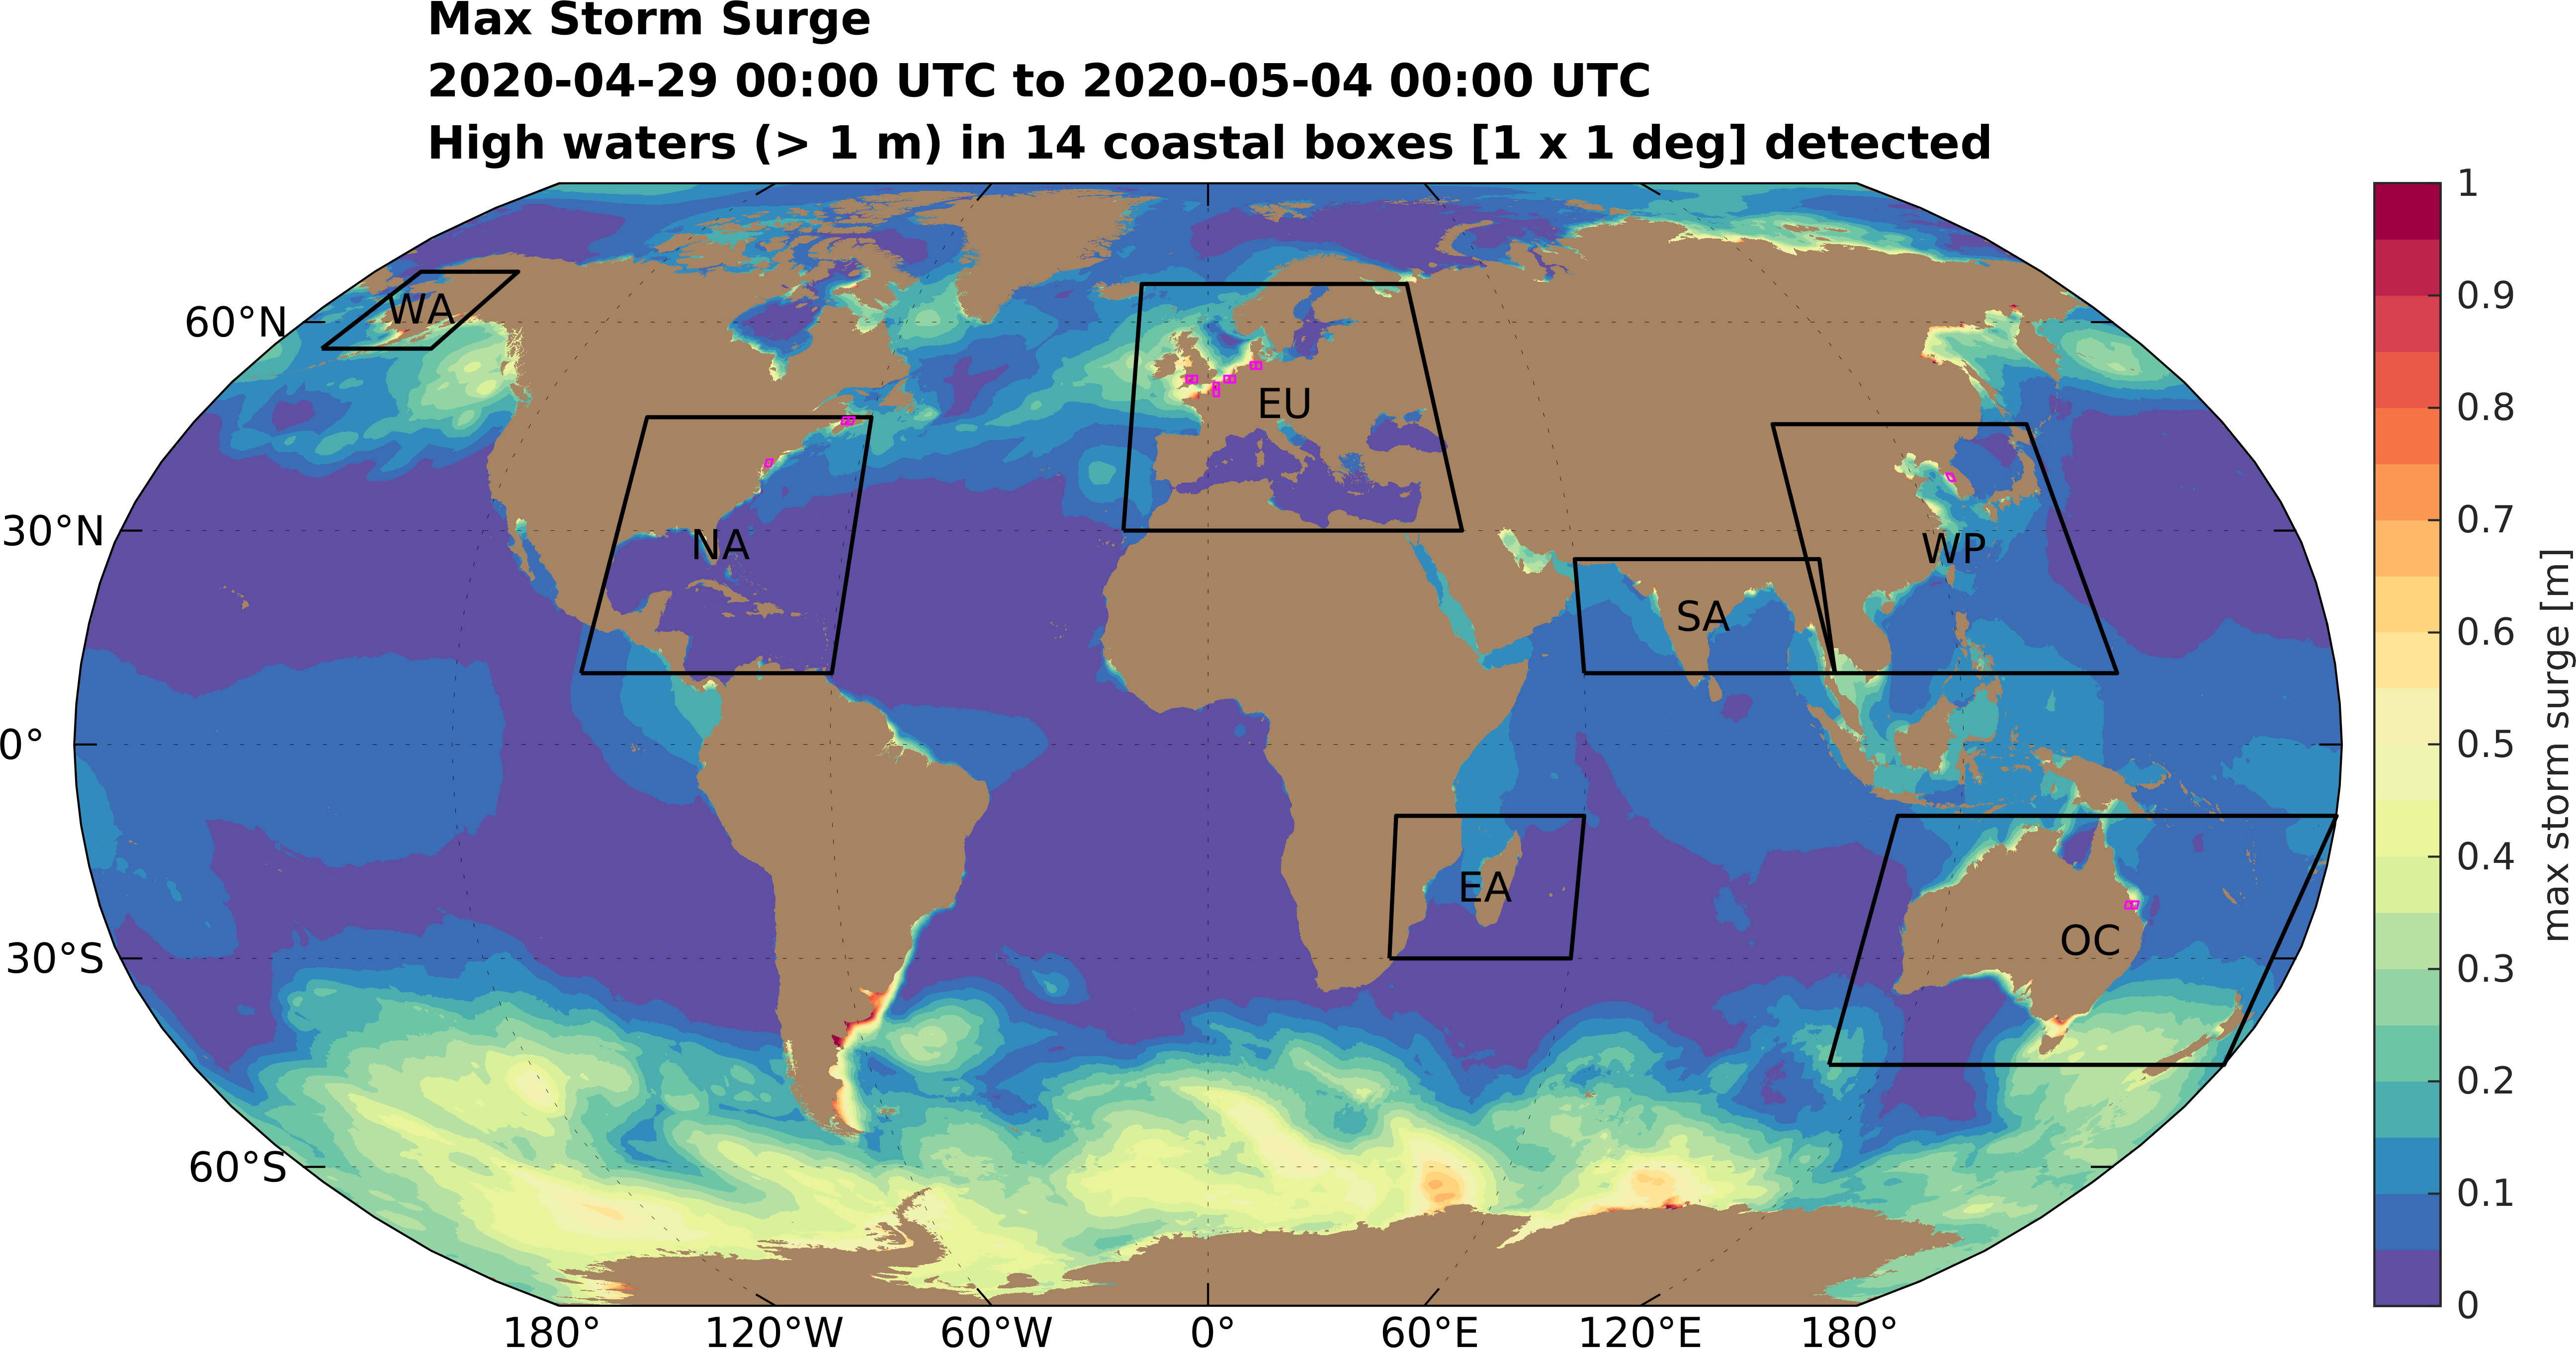 Max Storm Surge
2020-04-29 00:00 UTC to 2020-05-04 00:00 UTC
High waters (> 1 m) in 14 coastal boxes [1 x 1 deg] detected
60°N
30°N
0°
30°S
60°S
WA
NA
EU
WP
SA
EA
OC
180°
120°W
60°W
0°
60°E
120°E
180°
1
0.9
0.8
0.7
0.6
0.5
0.4
0.3
0.2
0.1
0
max storm surge [m]